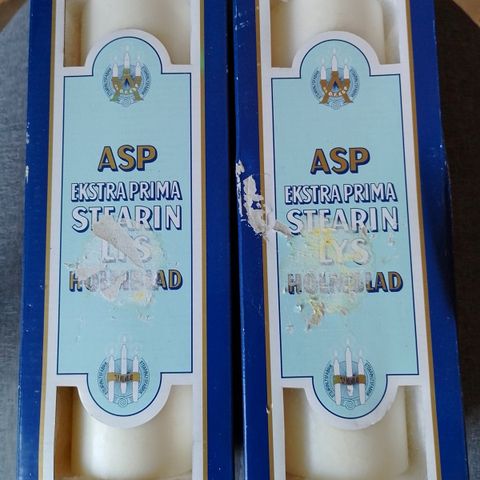 ASP
EKSTRA PRIMA
STEARIN
LYS
HOLMBLAD
ASP
EKSTRA PRIMA
STEARIN
LYS
HOLMBLAD